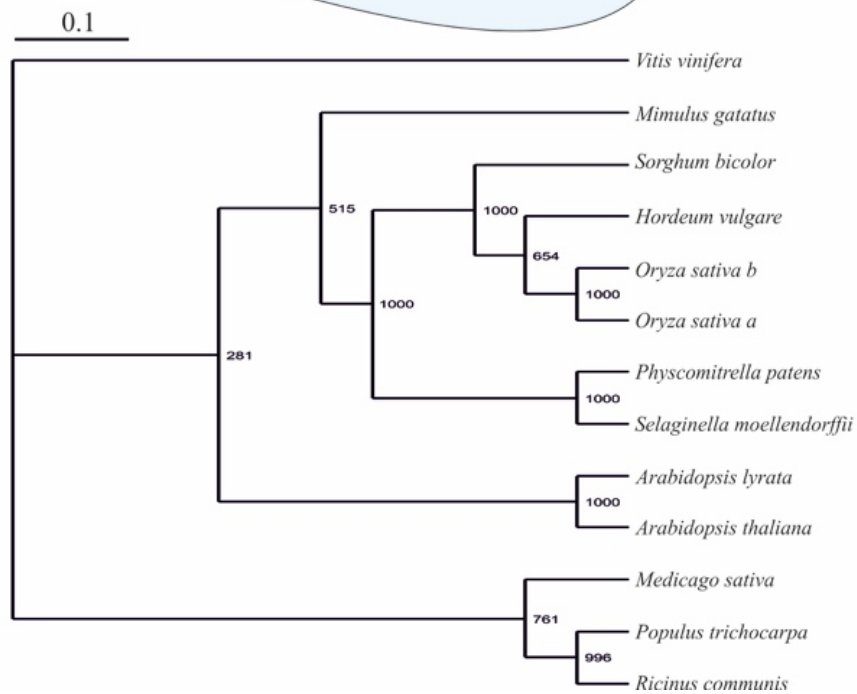 0.1
Vitis vinifera
Mimulus gatatus
Sorghum bicolor
515
1000
Hordeum vulgare
654
Oryza sativa b
1000
1000
Oryza sativa a
281
Physcomitrella patens
1000
Selaginella moellendorffii
Arabidopsis lyrata
1000
Arabidopsis thaliana
Medicago sativa
761
Populus trichocarpa
996
Ricinus communis